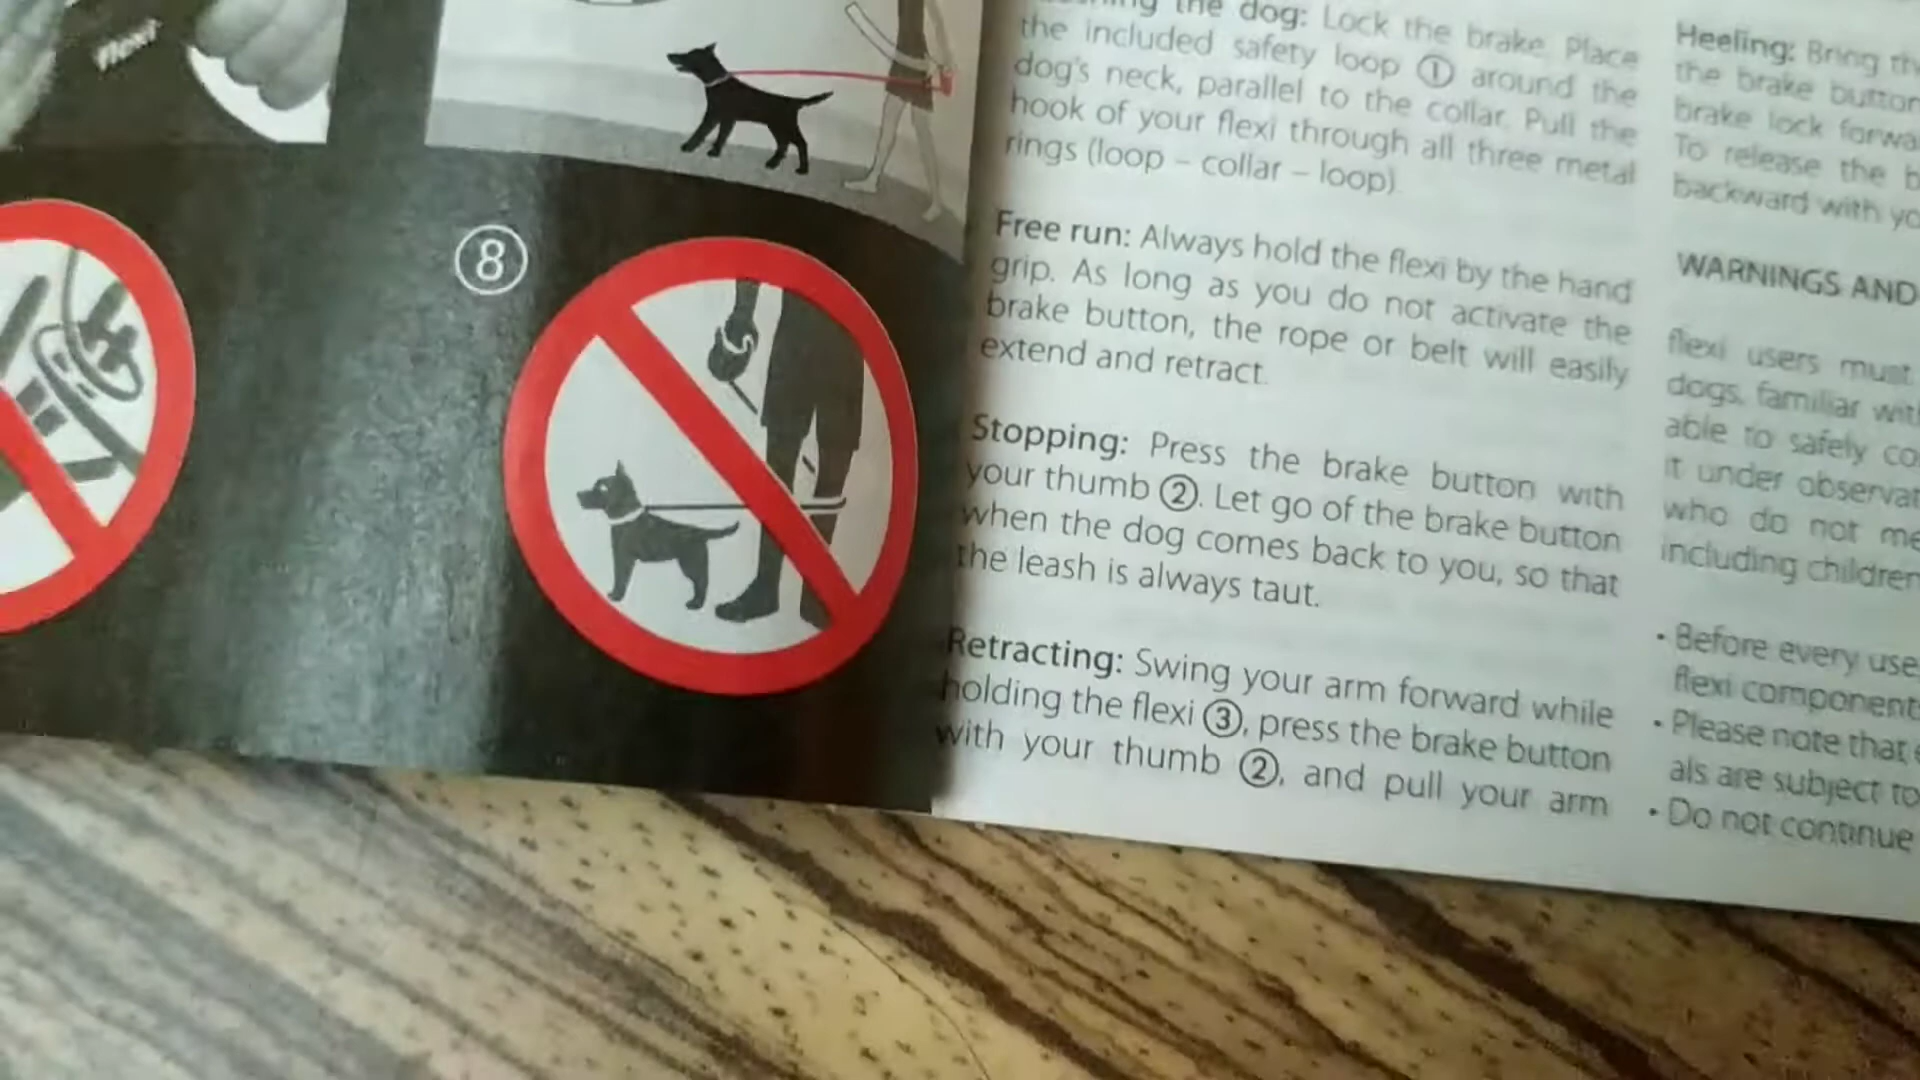 flexi
8
the dog: Lock the brake. Place
the included safety loop ① around the
dog's neck, parallel to the collar. Pull the
hook of your flexi through all three metal
rings (loop – collar – loop).
Free run: Always hold the flexi by the hand
grip. As long as you do not activate the
brake button, the rope or belt will easily
extend and retract.
Stopping: Press the brake button with
your thumb ②. Let go of the brake button
when the dog comes back to you, so that
the leash is always taut.
Retracting: Swing your arm forward while
holding the flexi ③, press the brake button
with your thumb ②, and pull your arm
Heeling: Bring
the brake button
brake lock
To release the
backward with
WARNINGS AND
flexi users must
dogs, familiar
able to safely
it under
who do not
including children
• Before every use,
flexi
• Please note that
als are subject to
• Do not continue